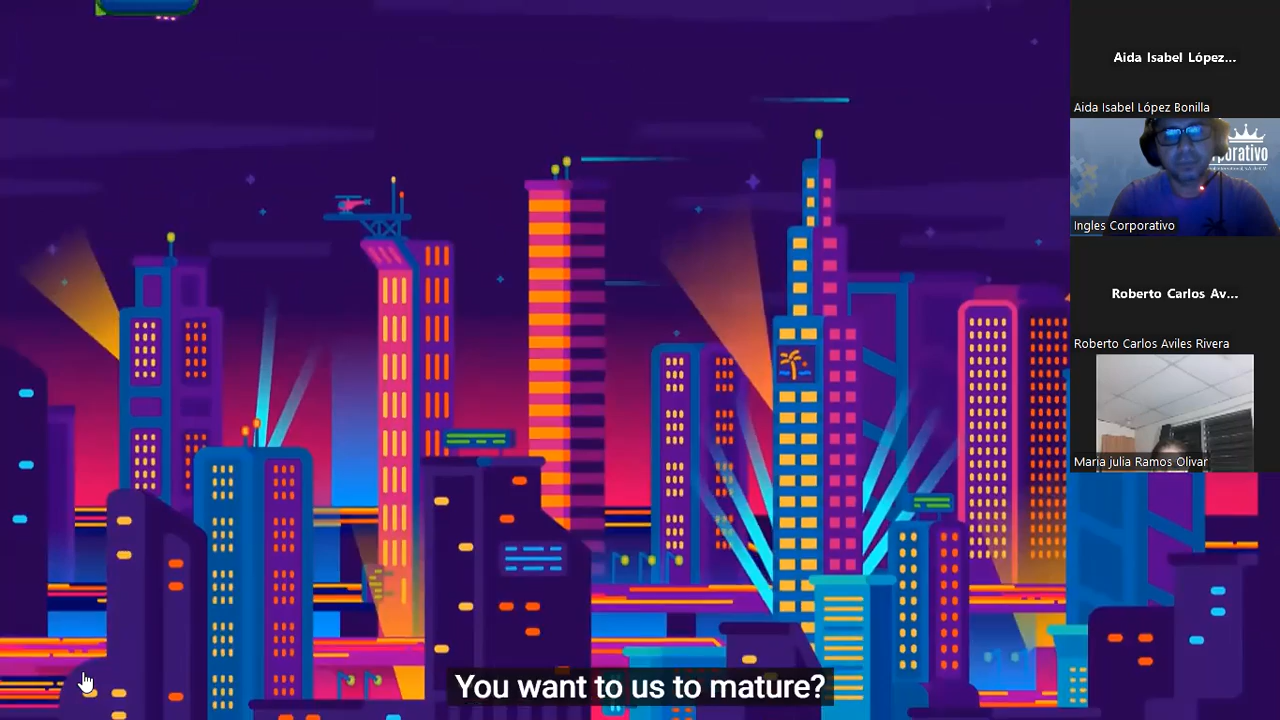 Aida Isabel López...
Aida Isabel López Bonilla
porativo
Ingles Corporativo
Roberto Carlos Av...
Roberto Carlos Aviles Rivera
Maria julia Ramos Olivar
You want to us to mature?